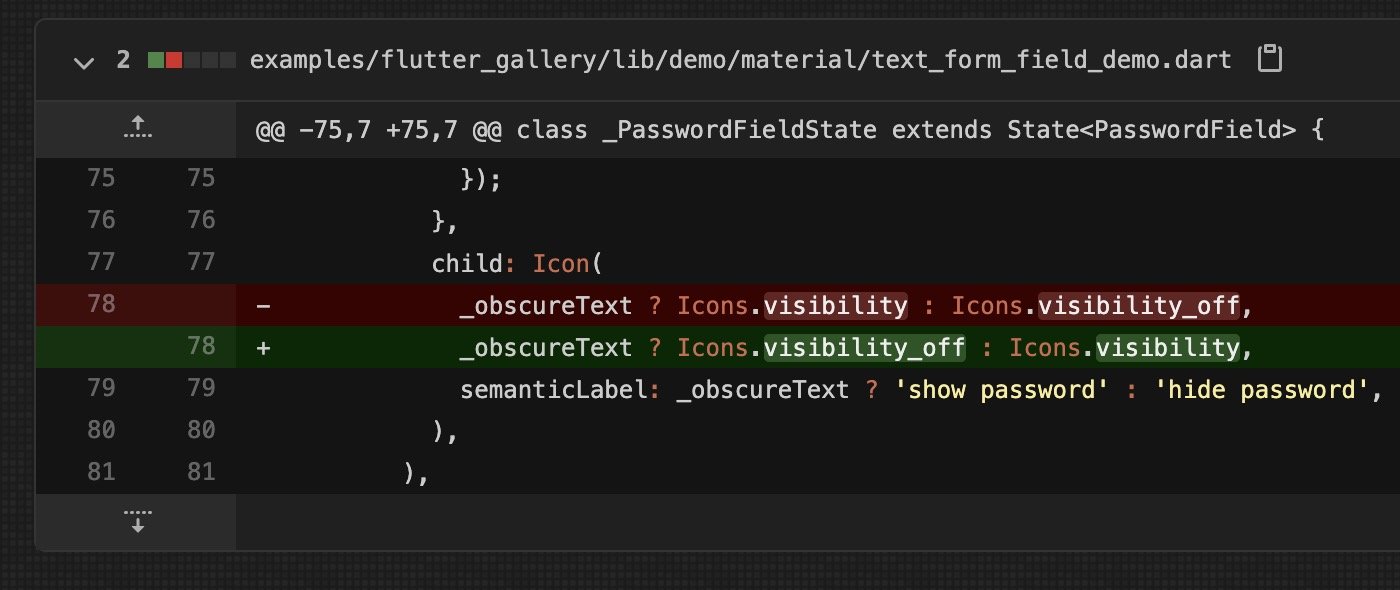 2 examples/flutter_gallery/lib/demo/material/text_form_field_demo.dart
@@ -75,7 +75,7 @@ class _PasswordFieldState extends State<PasswordField> {
75 75 });
76 76 },
77 77 child: Icon(
78 - _obscureText ? Icons.visibility : Icons.visibility_off,
78 + _obscureText ? Icons.visibility_off : Icons.visibility,
79 79 semanticLabel: _obscureText ? 'show password' : 'hide password',
80 80 ),
81 81 ),